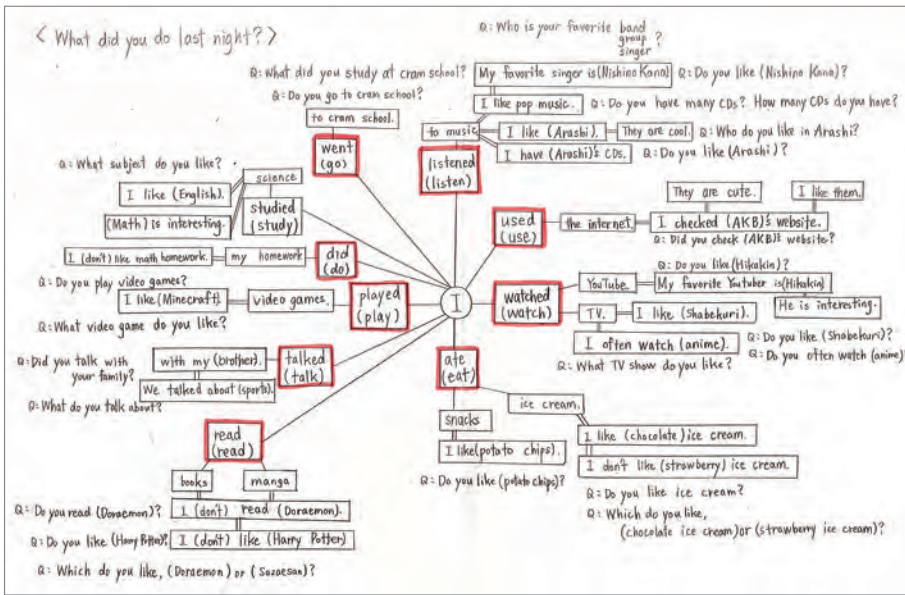 < What did you do last night? >
Q: Who is your favorite band group singer ?
Q: What did you study at cram school?
My favorite singer is (Nishino Kana)
Q: Do you like (Nishino Kana)?
Q: Do you go to cram school?
I like pop music.
Q: Do you have many CDs? How many CDs do you have?
to cram school.
to music
I like (Arashi).
They are cool.
Q: Who do you like in Arashi?
went
(go)
listened
(listen)
I have (Arashi)'s CDs.
Q: Do you like (Arashi)?
Q: What subject do you like?
science
I like (English).
studied
(study)
(Math) is interesting.
They are cute.
I like them.
used
(use)
the internet.
I checked (AKB)'s website.
Q: Did you check (AKB)'s website?
I (don't) like math homework.
my homework
did
(do)
Q: Do you play video games?
I like (Minecraft).
video games.
played
(play)
Q: What video game do you like?
I
watched
(watch)
Q: Do you like (Hikakin)?
YouTube.
My favorite Youtuber is (Hikakin)
He is interesting.
TV.
I like (Shabekuri).
Q: Do you like (Shabekuri)?
I often watch (anime).
Q: Do you often watch (anime)
Q: What TV show do you like?
Q: Did you talk with
your family?
with my (brother).
talked
(talk)
We talked about (sports).
Q: What do you talk about?
ate
(eat)
ice cream.
snacks
I like (potato chips).
Q: Do you like (potato chips)?
I like (chocolate) ice cream.
I don't like (strawberry) ice cream.
Q: Do you like ice cream?
Q: Which do you like,
(chocolate ice cream) or (strawberry ice cream)?
read
(read)
books
manga
Q: Do you read (Doraemon)?
I (don't) read (Doraemon).
Q: Do you like (Harry Potter)?
I (don't) like (Harry Potter)
Q: Which do you like, (Doraemon) or (Sazaesan)?